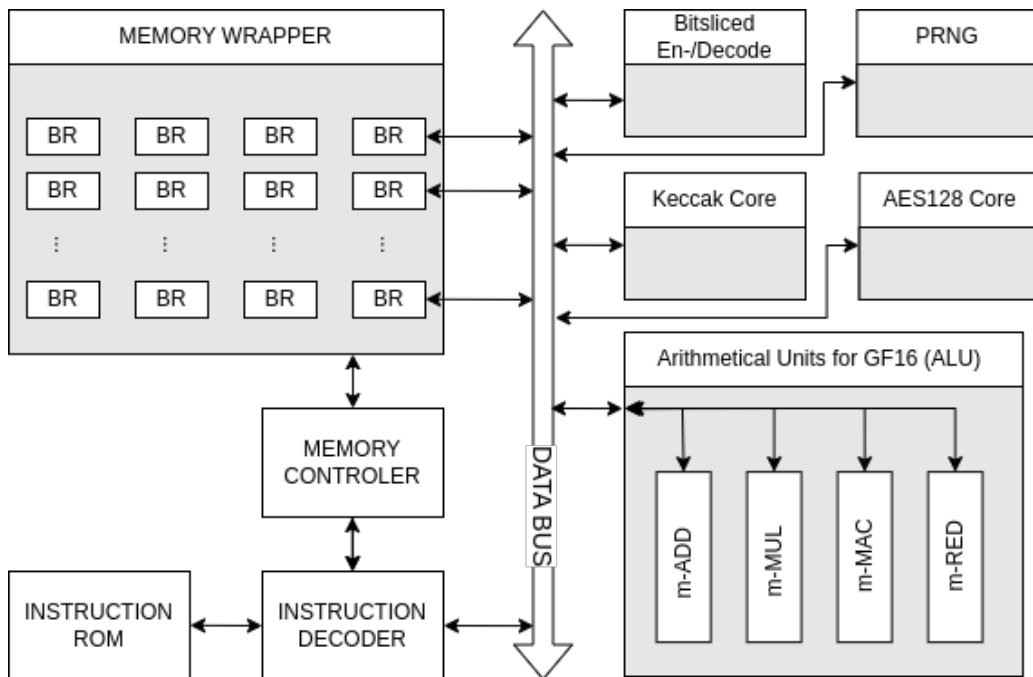 MEMORY WRAPPER
BR BR BR BR
BR BR BR BR
BR BR BR BR
MEMORY
CONTROLER
INSTRUCTION
ROM
INSTRUCTION
DECODER
DATA BUS
Bitsliced
En-/Decode
PRNG
Keccak Core
AES128 Core
Arithmetical Units for GF16 (ALU)
m-ADD
m-MUL
m-MAC
m-RED